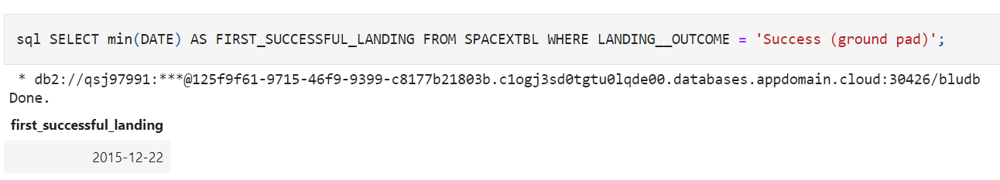 sql SELECT min(DATE) AS FIRST_SUCCESSFUL_LANDING FROM SPACEXTBL WHERE LANDING__OUTCOME = 'Success (ground pad)';
* db2://qsj97991:***@125f9f61-9715-46f9-9399-c8177b21803b.c1ogj3sd0tgtu0lqde00.databases.appdomain.cloud:30426/bludb
Done.
first_successful_landing
2015-12-22